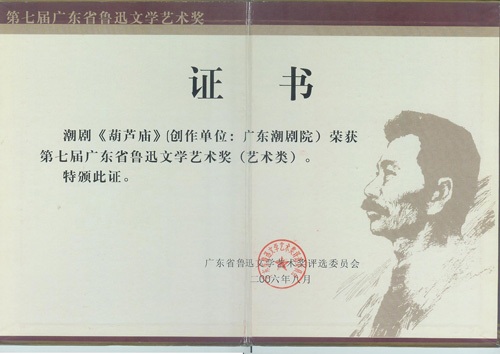 第七届广东省鲁迅文学艺术奖
证书
潮剧《葫芦庙》(创作单位：广东潮剧院）荣获
第七届广东省鲁迅文学艺术奖（艺术类）。
特颁此证。
广东省鲁迅文学艺术奖评选委员会
二00六年八月